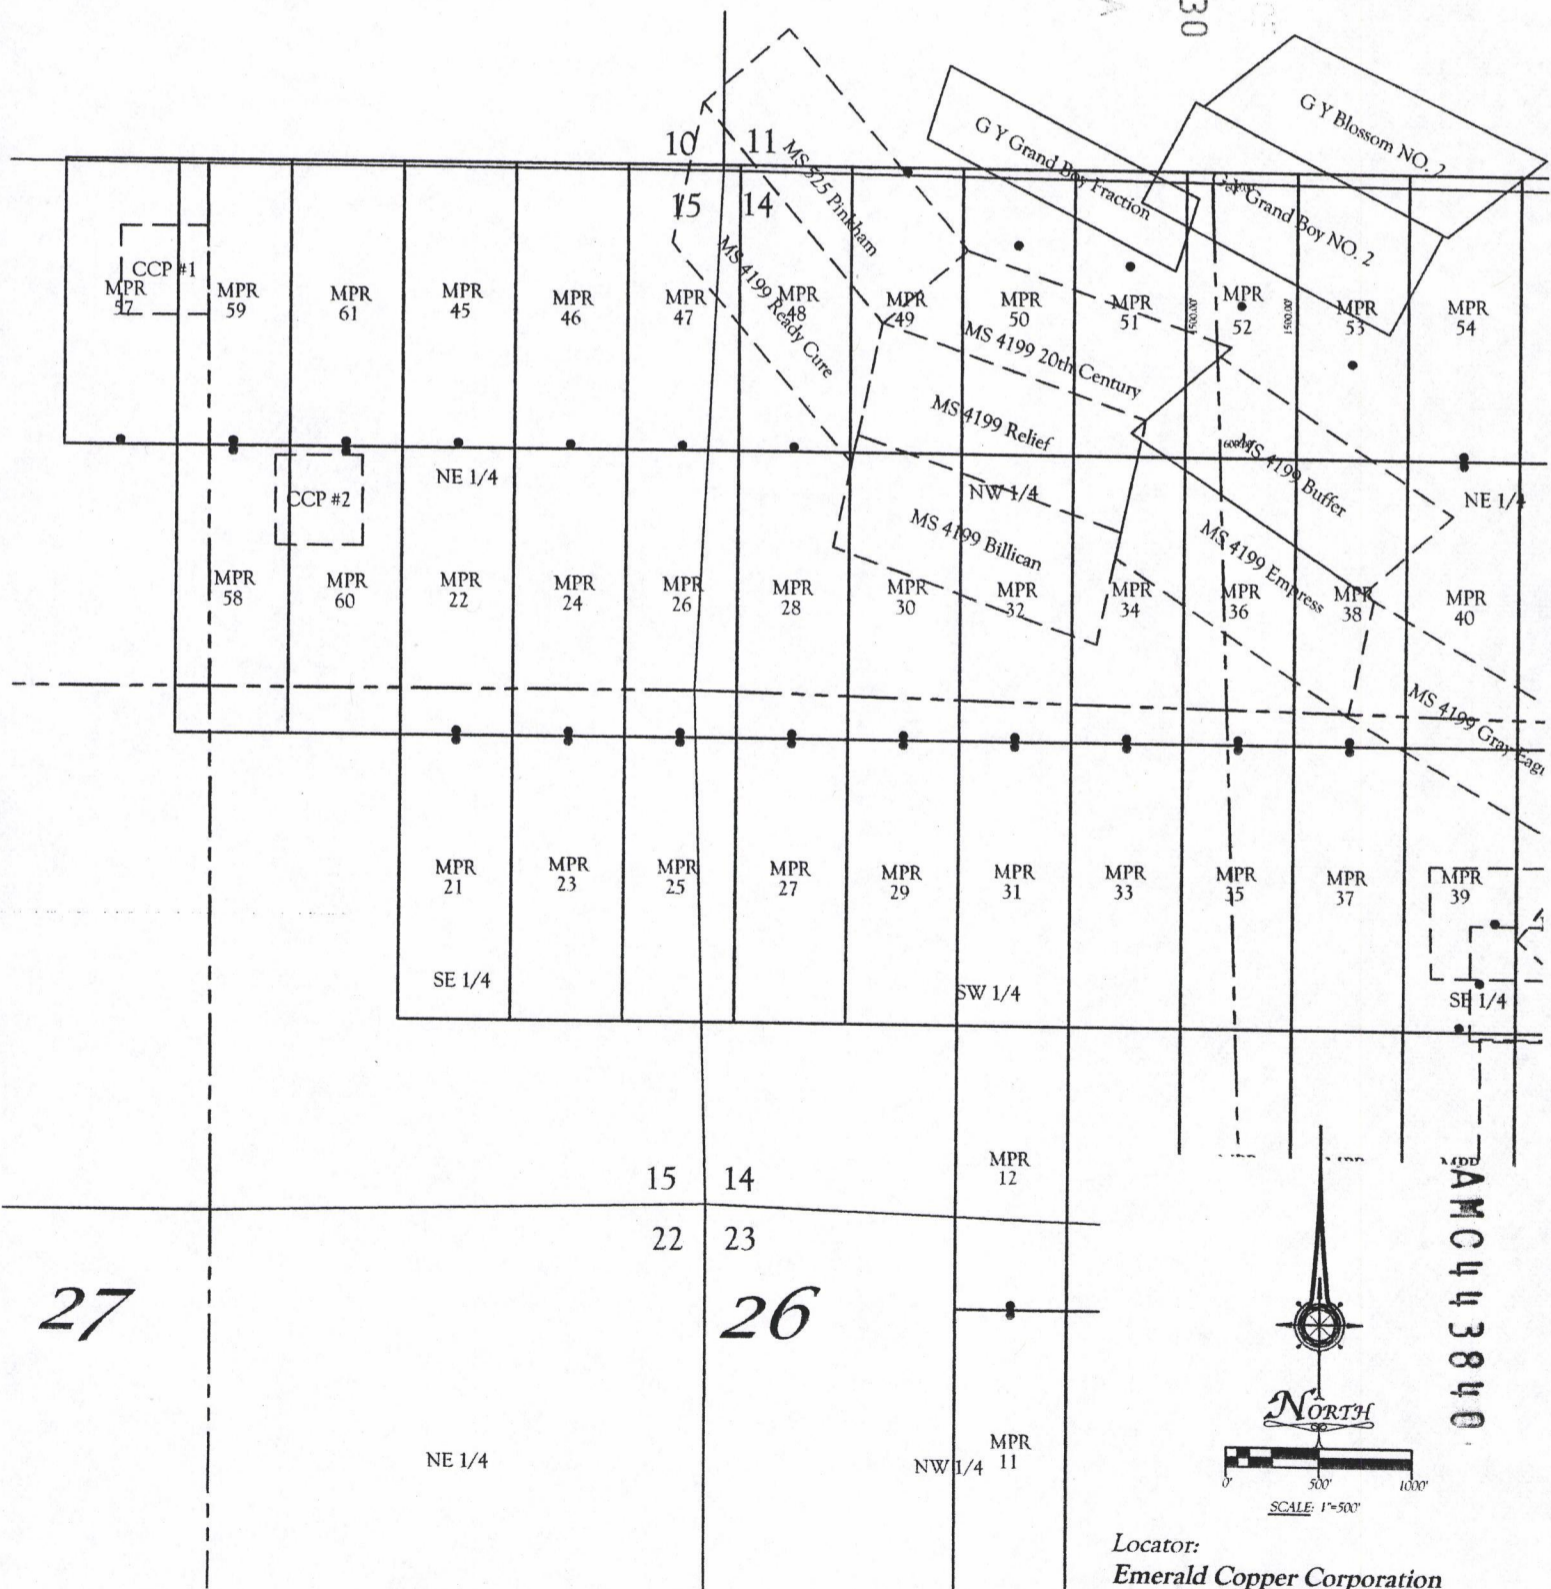 30
G Y Blossom NO. 2
G Y Grand Boy Fraction
G Y Grand Boy NO. 2
10
11
15
14
MS 525 Pinkham
MS 4199 Ready Cure
CCP #1
MPR
57
MPR
59
MPR
61
MPR
45
MPR
46
MPR
47
MPR
48
MPR
49
MPR
50
MPR
51
1500.00'
MPR
52
1500.00'
MPR
53
MPR
54
MS 4199 20th Century
MS 4199 Relief
MS 4199 Buffer
NE 1/4
CCP #2
NW 1/4
NE 1/4
MS 4199 Billican
MS 4199 Empress
MPR
58
MPR
60
MPR
22
MPR
24
MPR
26
MPR
28
MPR
30
MPR
32
MPR
34
MPR
36
MPR
38
MPR
40
MS 4199 Gray Eagl
MPR
21
MPR
23
MPR
25
MPR
27
MPR
29
MPR
31
MPR
33
MPR
35
MPR
37
MPR
39
SE 1/4
SW 1/4
SE 1/4
MPR
12
15
14
22
23
27
26
AMC443846
NORTH
MPR
11
NE 1/4
NW 1/4
0'
500'
1000'
SCALE: 1"=500'
Locator:
Emerald Copper Corporation